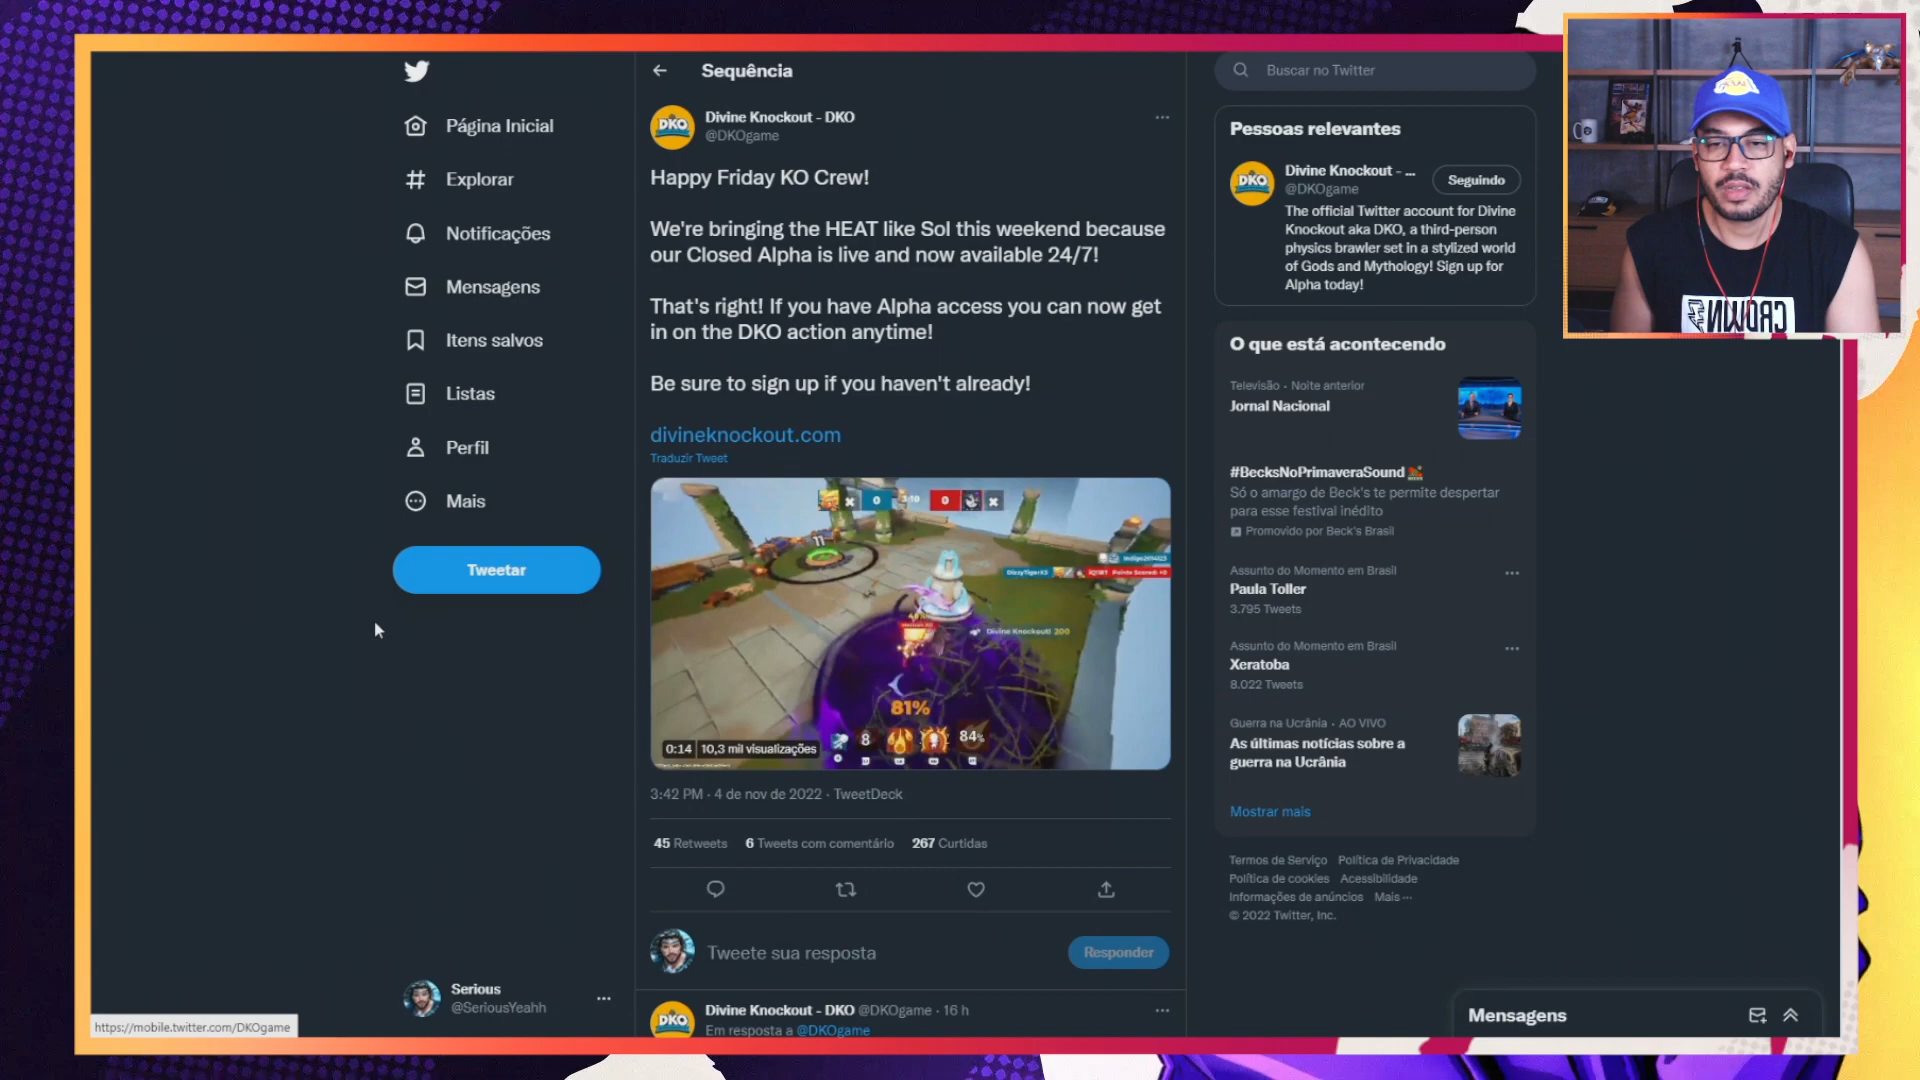 Página Inicial
Explorar
Notificações
Mensagens
Itens salvos
Listas
Perfil
Mais
Tweetar
Serious
@SeriousYeahh
https://mobile.twitter.com/DKOgame
Sequência
DKO
Divine Knockout - DKO
@DKOgame
Happy Friday KO Crew!
We're bringing the HEAT like Sol this weekend because
our Closed Alpha is live and now available 24/7!
That's right! If you have Alpha access you can now get
in on the DKO action anytime!
Be sure to sign up if you haven't already!
divineknockout.com
Traduzir Tweet
0
0
11
Divine Knockout! 200
81%
8
84%
0:14 10,3 mil visualizações
3:42 PM · 4 de nov de 2022 · TweetDeck
45 Retweets 6 Tweets com comentário 267 Curtidas
Tweete sua resposta
Responder
DKO
Divine Knockout - DKO @DKOgame · 16 h
Em resposta a @DKOgame
Buscar no Twitter
Pessoas relevantes
DKO
Divine Knockout - ...
@DKOgame
Seguindo
The official Twitter account for Divine
Knockout aka DKO, a third-person
physics brawler set in a stylized world
of Gods and Mythology! Sign up for
Alpha today!
O que está acontecendo
Televisão · Noite anterior
Jornal Nacional
#BecksNoPrimaveraSound
Só o amargo de Beck's te permite despertar
para esse festival inédito
Promovido por Beck's Brasil
Assunto do Momento em Brasil
Paula Toller
3.795 Tweets
Assunto do Momento em Brasil
Xeratoba
8.022 Tweets
Guerra na Ucrânia · AO VIVO
As últimas notícias sobre a
guerra na Ucrânia
Mostrar mais
Termos de Serviço Política de Privacidade
Política de cookies Acessibilidade
Informações de anúncios Mais ···
© 2022 Twitter, Inc.
Mensagens
CROWN